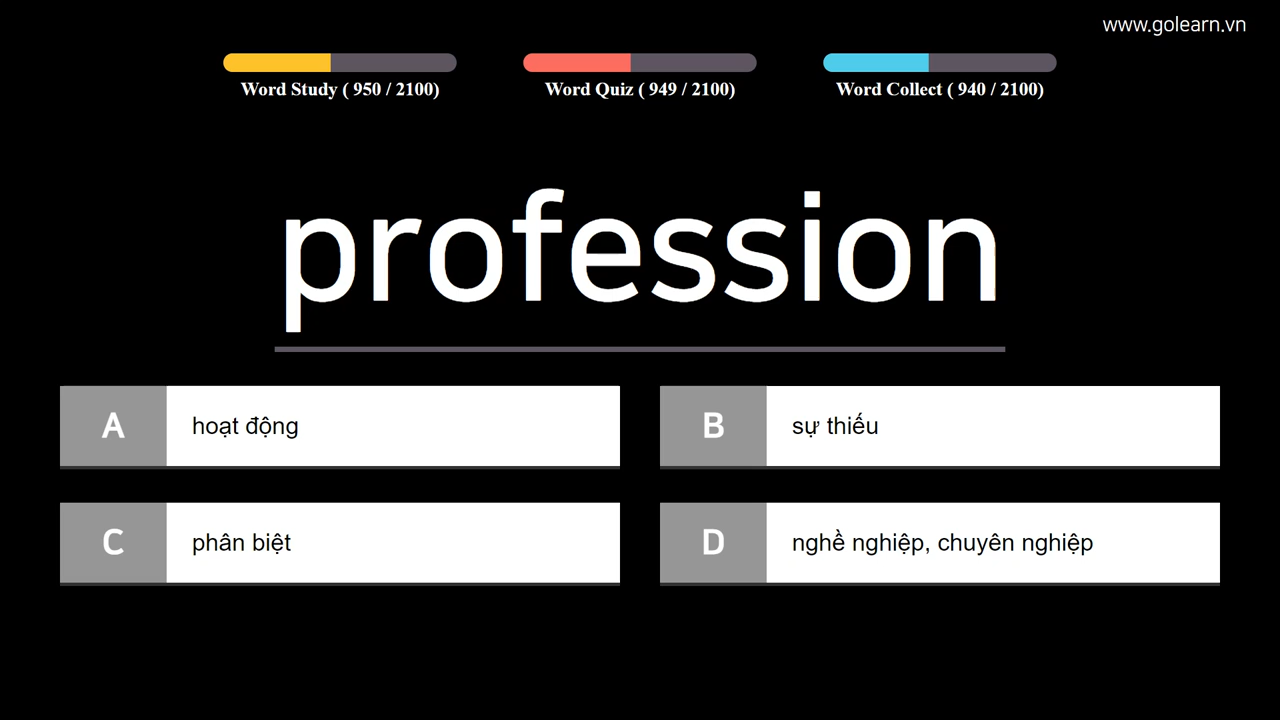 www.golearn.vn
Word Study ( 950 / 2100)
Word Quiz ( 949 / 2100)
Word Collect ( 940 / 2100)
profession
A hoạt động
B sự thiếu
C phân biệt
D nghề nghiệp, chuyên nghiệp